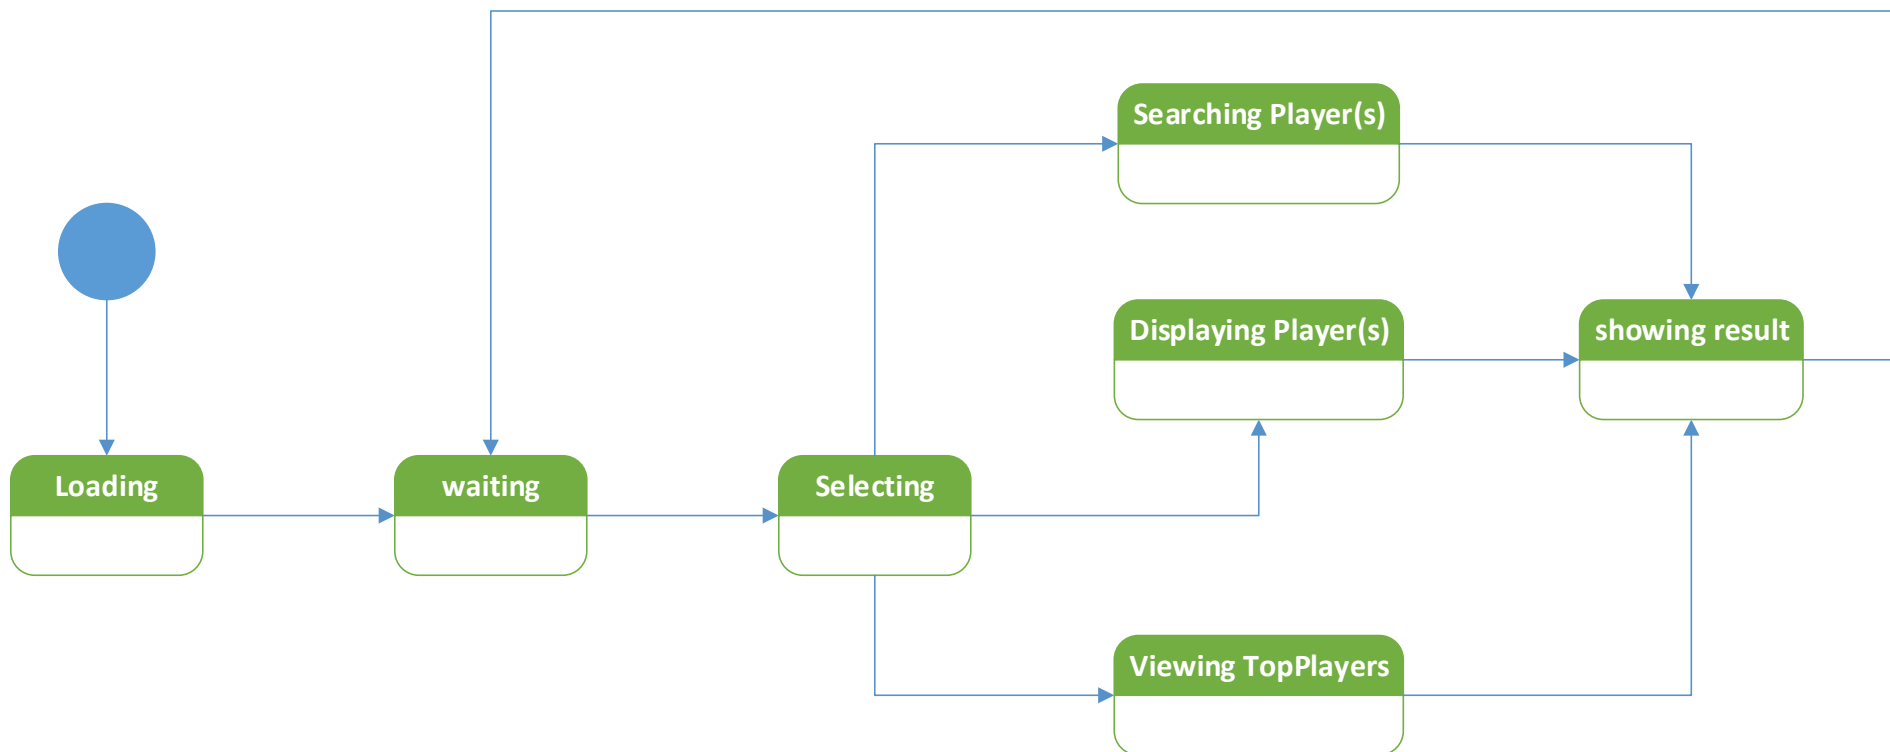 Searching Player(s)
Displaying Player(s)
showing result
Loading
waiting
Selecting
Viewing TopPlayers